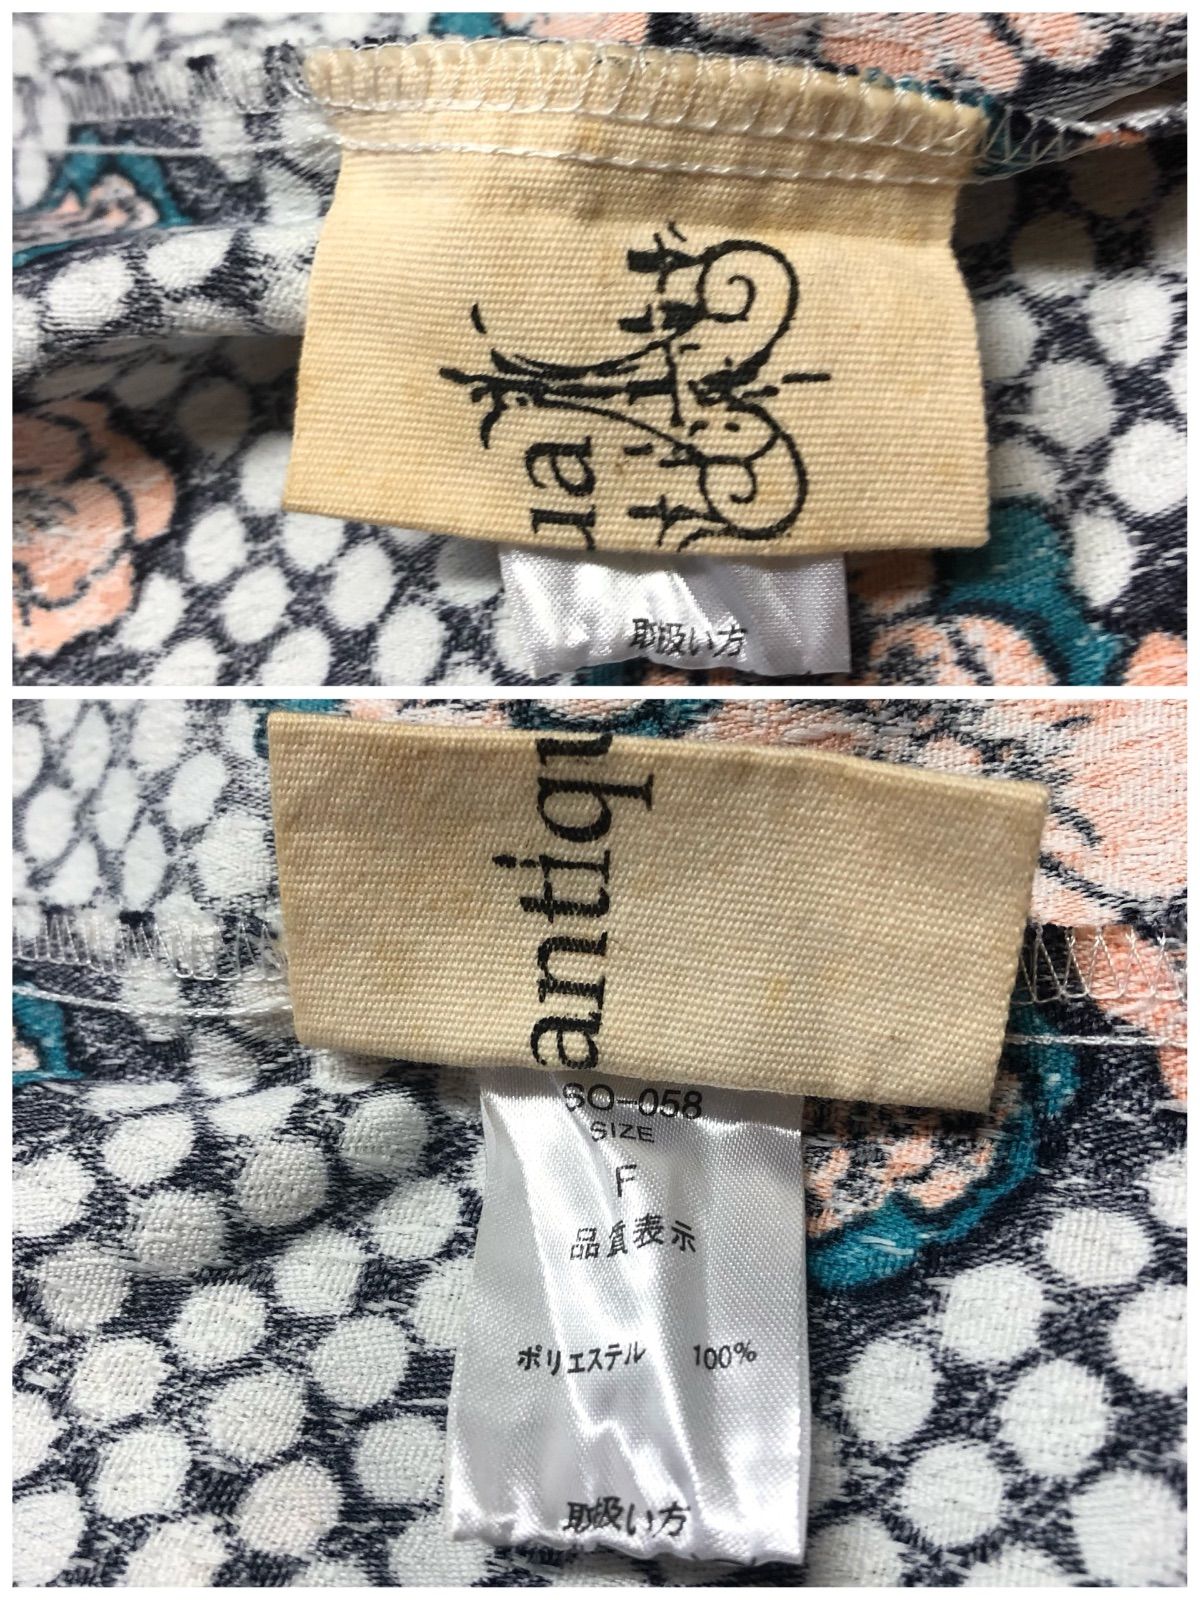 ua
取扱い方
antiqu
SO-058
SIZE
F
品質表示
ポリエステル 100%
取扱い方